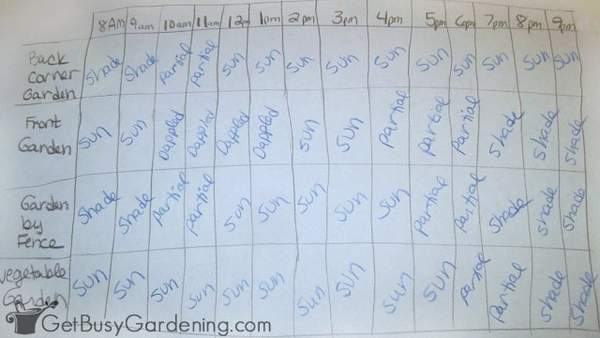 8AM 9am 10am 11am 12pm 1pm 2pm 3pm 4pm 5pm 6pm 7pm 8pm 9pm
Back Corner Garden Shade Shade Partial Partial Sun Sun Sun Sun Sun Sun Sun Sun Sun Sun
Front Garden Sun Sun Dappled Dappled Dappled Dappled Sun Sun Partial Partial Partial Shade Shade Shade
Garden by Fence Shade Shade Partial Partial Sun Sun Sun Sun Sun Partial Partial Shade Shade Shade
Vegetable Garden Sun Sun Sun Sun Sun Sun Sun Sun Sun Sun Partial Partial Shade Shade
GetBusyGardening.com